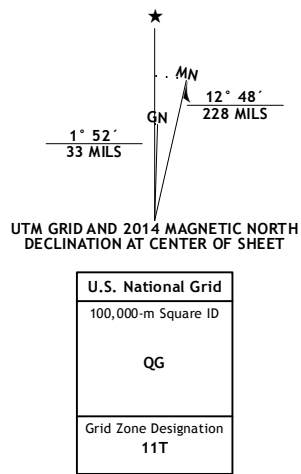 ★
MN
GN
12° 48´
228 MILS
1° 52´
33 MILS
UTM GRID AND 2014 MAGNETIC NORTH
DECLINATION AT CENTER OF SHEET
U.S. National Grid
100,000-m Square ID
QG
Grid Zone Designation
11T